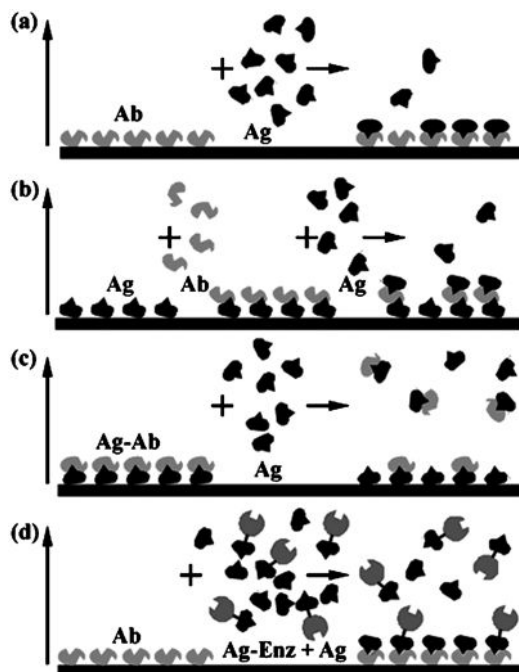 (a)
+
Ab
Ag
(b)
+ +
Ag Ab Ag
(c)
+
Ag-Ab
Ag
(d)
+
Ab
Ag-Enz + Ag